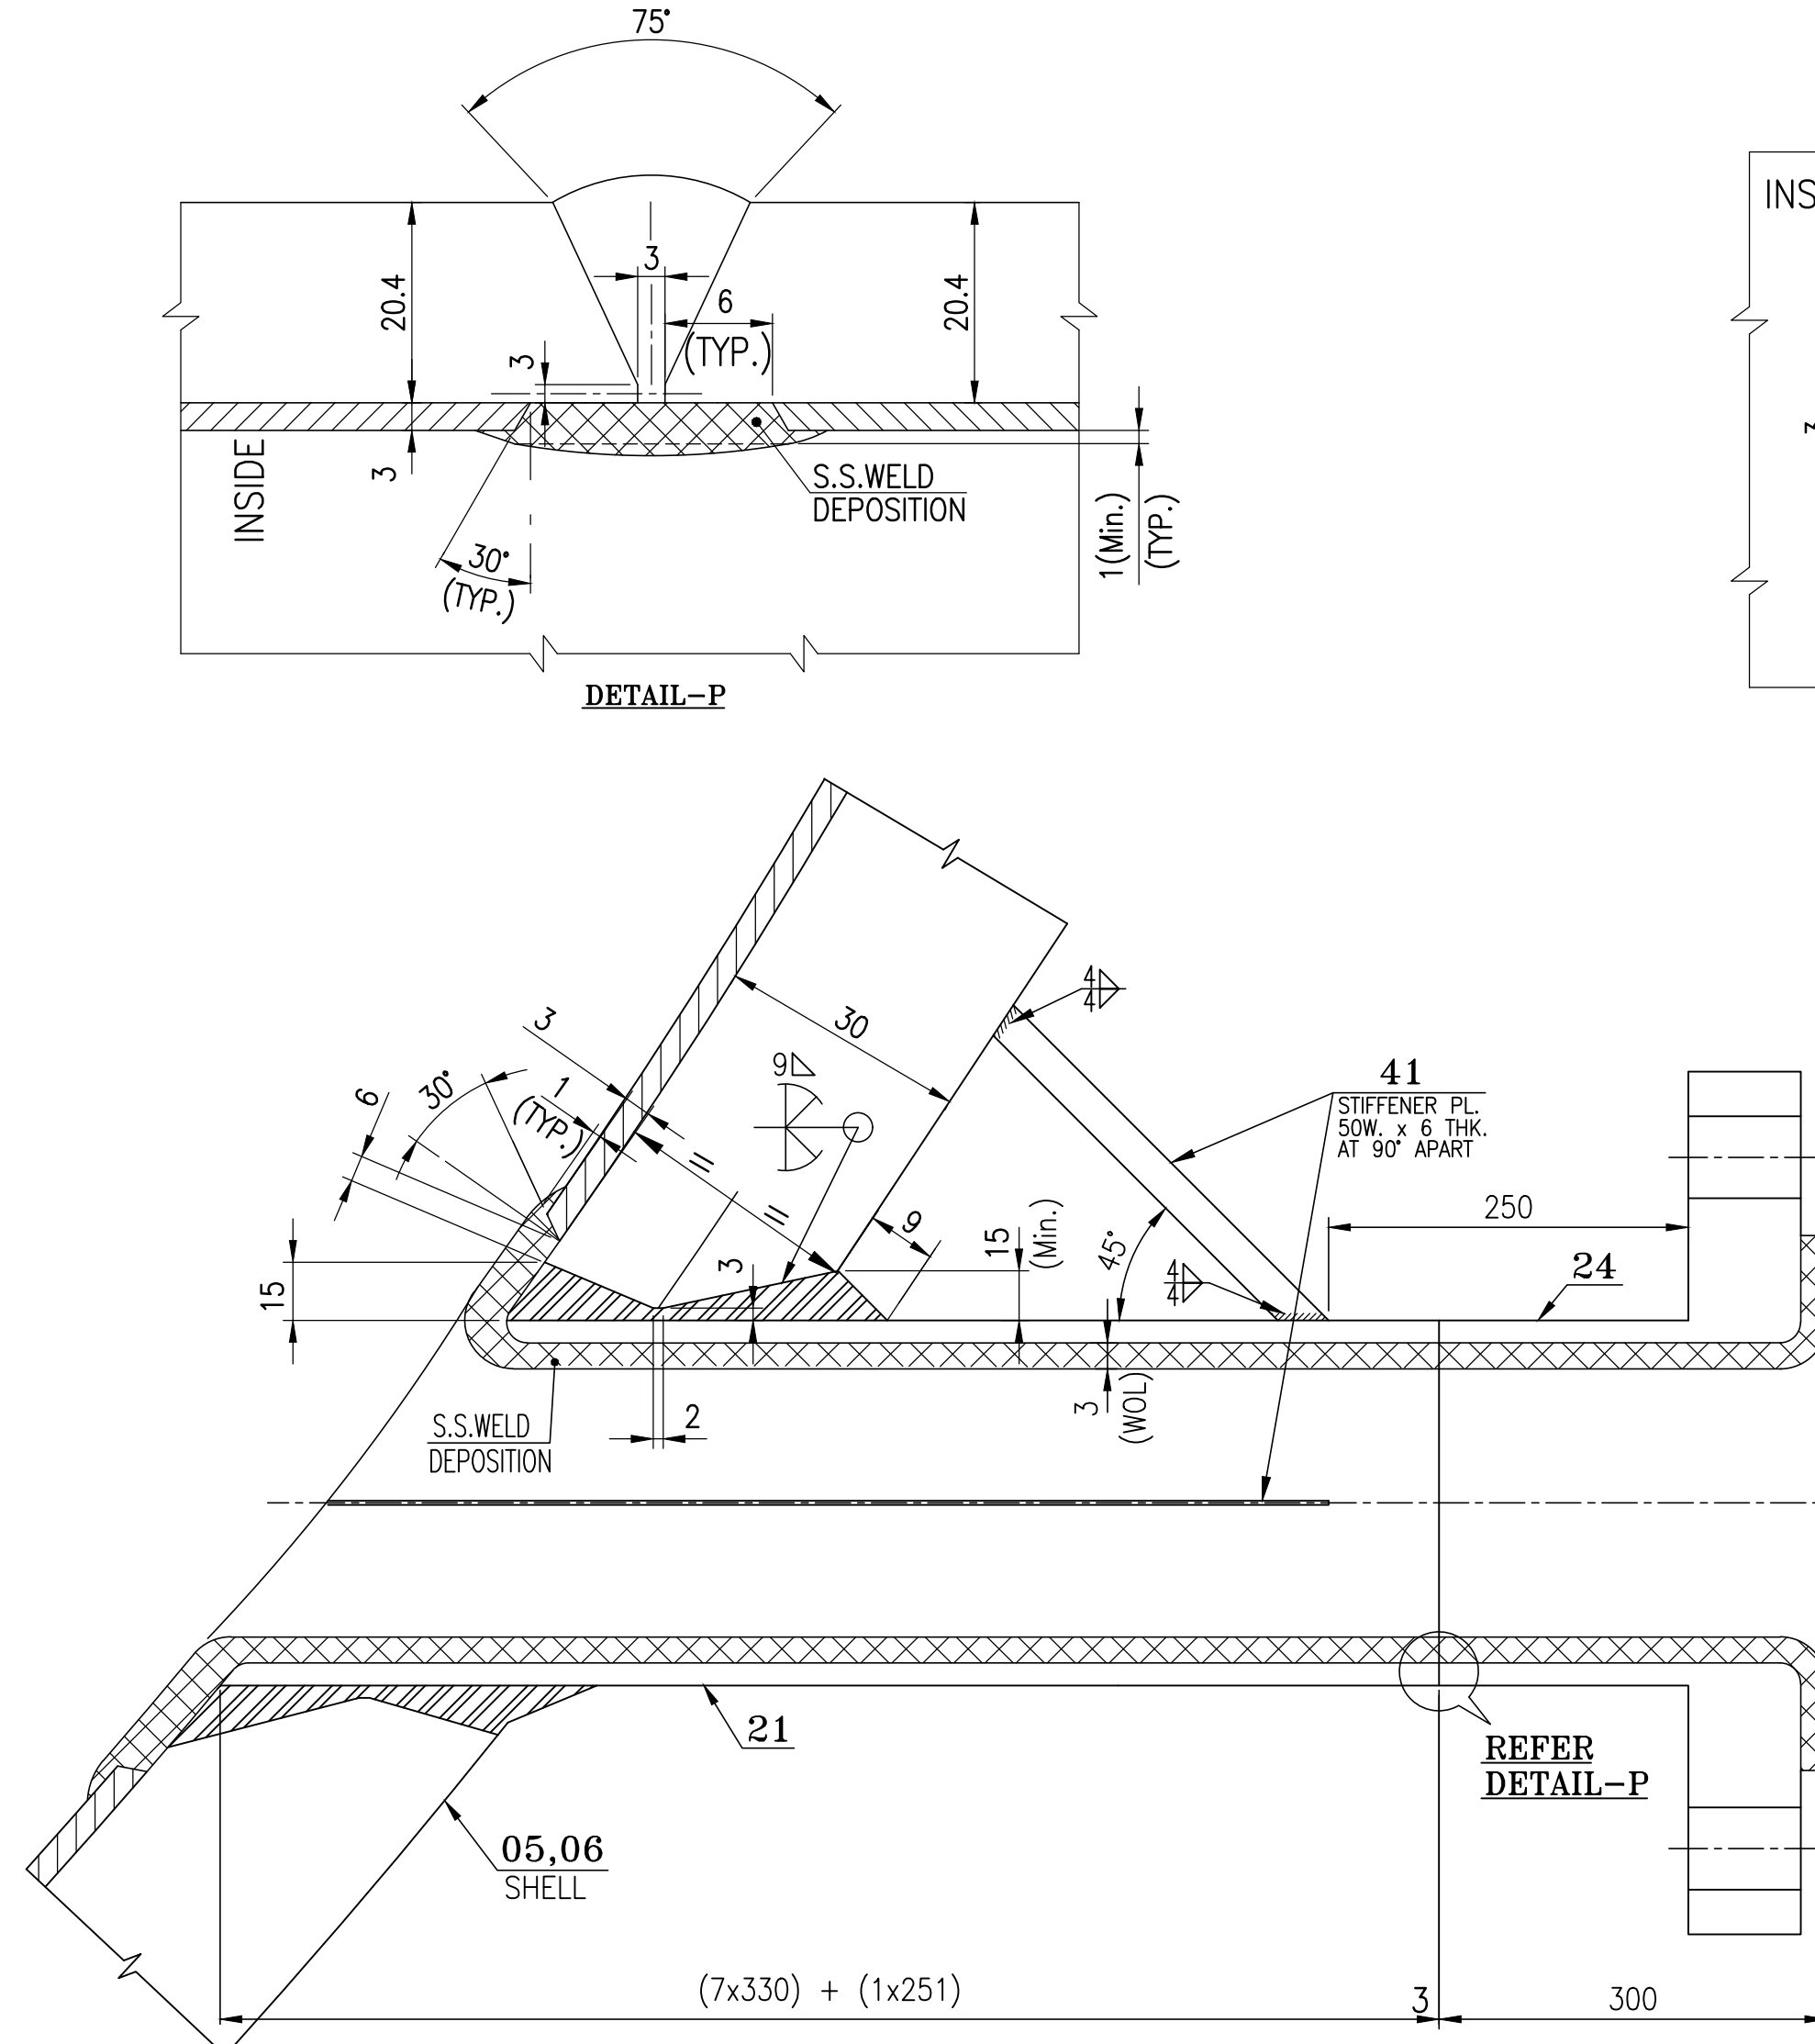 75°
3
6
(TYP.)
20.4
20.4
3
3
INSIDE
S.S.WELD
DEPOSITION
30°
(TYP.)
1(Min.)
(TYP.)
DETAIL-P
INS
3
30
4
4
3
1
(TYP.)
30°
6
9
=
=
41
STIFFENER PL.
50W. x 6 THK.
AT 90° APART
250
9
15
(Min.)
45°
4
4
24
15
3
3
(WOL)
2
S.S.WELD
DEPOSITION
21
REFER
DETAIL-P
05,06
SHELL
(7x330) + (1x251)
3
300